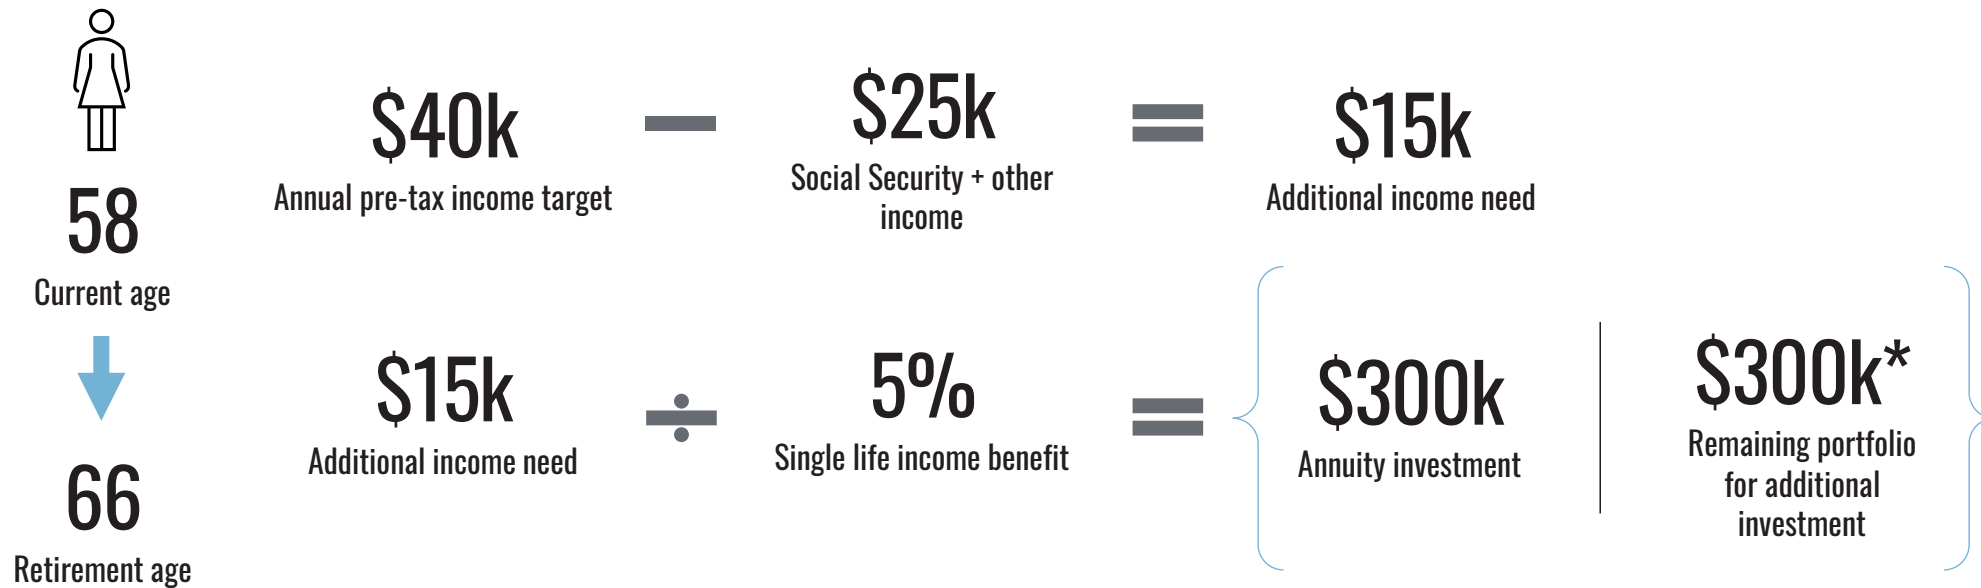 58
Current age
66
Retirement age
$40k
Annual pre-tax income target
$25k
Social Security + other
income
$15k
Additional income need
$15k
Additional income need
5%
Single life income benefit
$300k
Annuity investment
$300k*
Remaining portfolio
for additional
investment